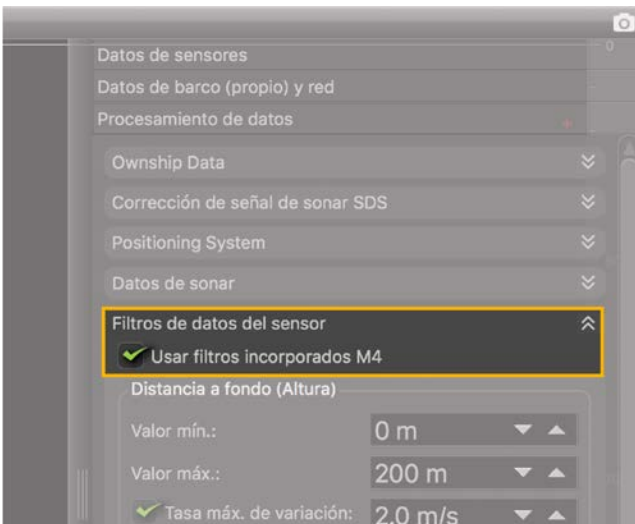 0
Datos de sensores
Datos de barco (propio) y red
Procesamiento de datos
Ownship Data
Corrección de señal de sonar SDS
Positioning System
Datos de sonar
Filtros de datos del sensor
Usar filtros incorporados M4
Distancia a fondo (Altura)
Valor mín.: 0 m
Valor máx.: 200 m
Tasa máx. de variación: 2.0 m/s